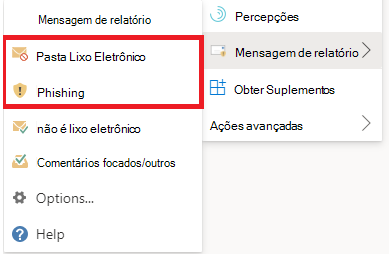 Mensagem de relatório
Pasta Lixo Eletrônico
Phishing
não é lixo eletrônico
Comentários focados/outros
Options...
Help
Percepções
Mensagem de relatório
Obter Suplementos
Ações avançadas